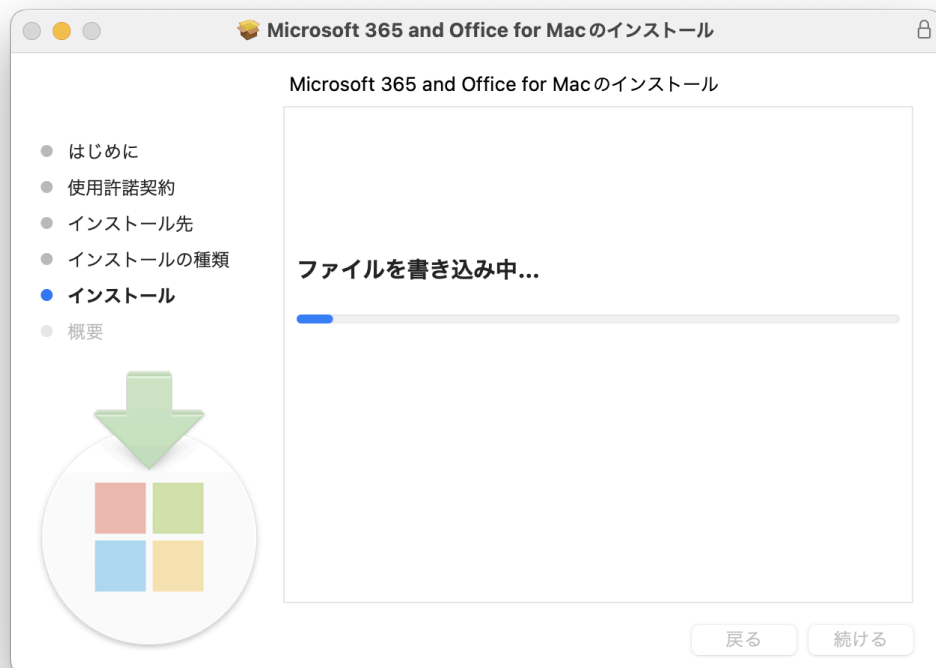 Microsoft 365 and Office for Macのインストール
Microsoft 365 and Office for Macのインストール
はじめに
使用許諾契約
インストール先
インストールの種類
インストール
概要
ファイルを書き込み中...
戻る
続ける